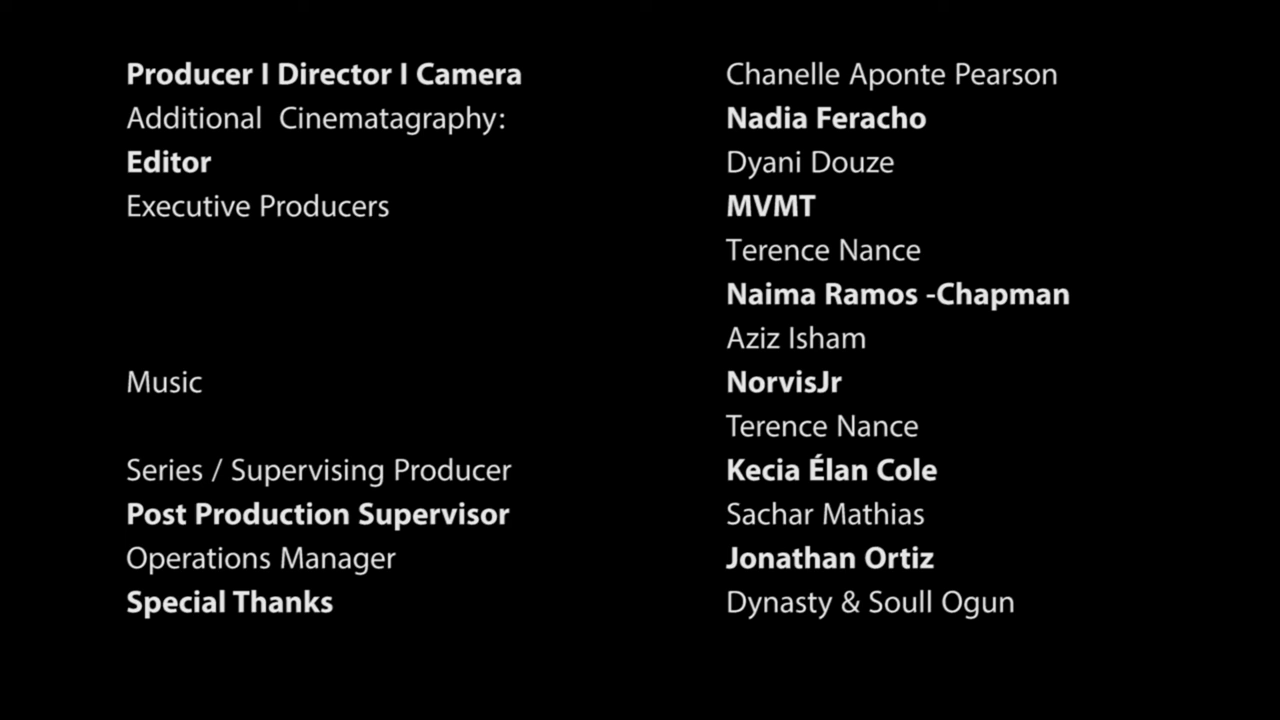 Producer I Director I Camera Chanelle Aponte Pearson
Additional Cinematagraphy: Nadia Feracho
Editor Dyani Douze
Executive Producers MVMT
Terence Nance
Naima Ramos -Chapman
Aziz Isham
Music NorvisJr
Terence Nance
Series / Supervising Producer Kecia Élan Cole
Post Production Supervisor Sachar Mathias
Operations Manager Jonathan Ortiz
Special Thanks Dynasty & Soull Ogun